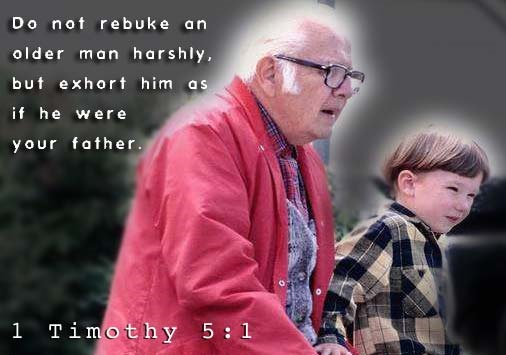 Do not rebuke an
older man harshly,
but exhort him as
if he were
your father.
1 Timothy 5:1